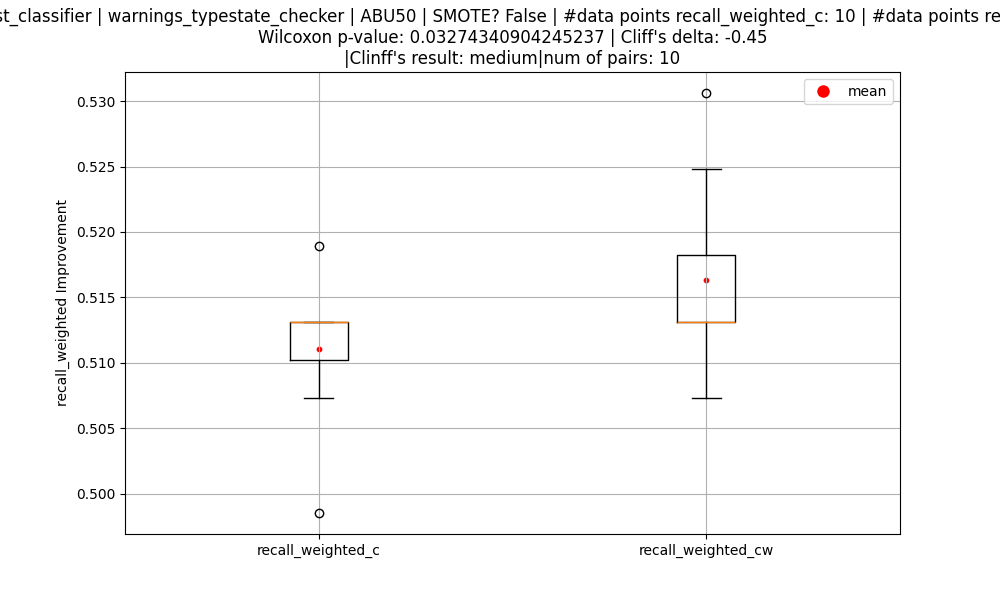 st_classifier | warnings_typestate_checker | ABU50 | SMOTE? False | #data points recall_weighted_c: 10 | #data points re
Wilcoxon p-value: 0.03274340904245237 | Cliff's delta: -0.45
|Clinff's result: medium|num of pairs: 10
mean
0.530
0.525
0.520
0.515
0.510
0.505
0.500
recall_weighted Improvement
recall_weighted_c
recall_weighted_cw